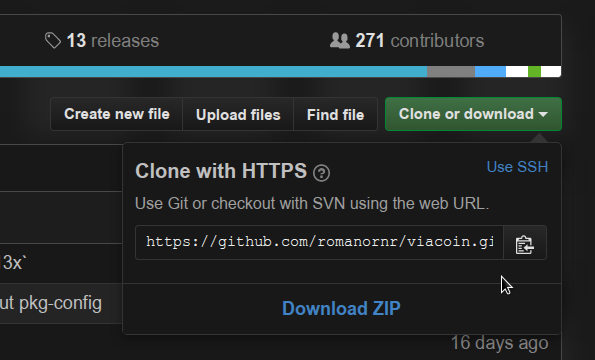 13 releases
271 contributors
Create new file
Upload files
Find file
Clone or download
Clone with HTTPS ?
Use SSH
Use Git or checkout with SVN using the web URL.
https://github.com/romanornr/viacoin.gi
3x`
ut pkg-config
Download ZIP
16 days ago